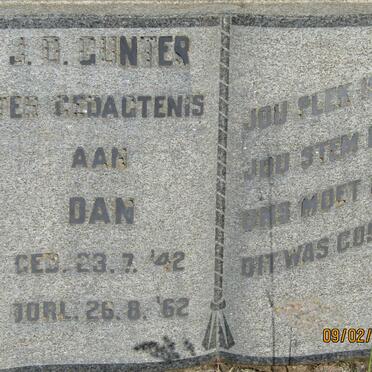 J. D. GUNTER
TER GEDAGTENIS
AAN
DAN
GEB. 23. 7. '42
OORL. 26. 8. '62
JOU PLEK
JOU STEM
ONS MOET
DIT WAS
09/02/